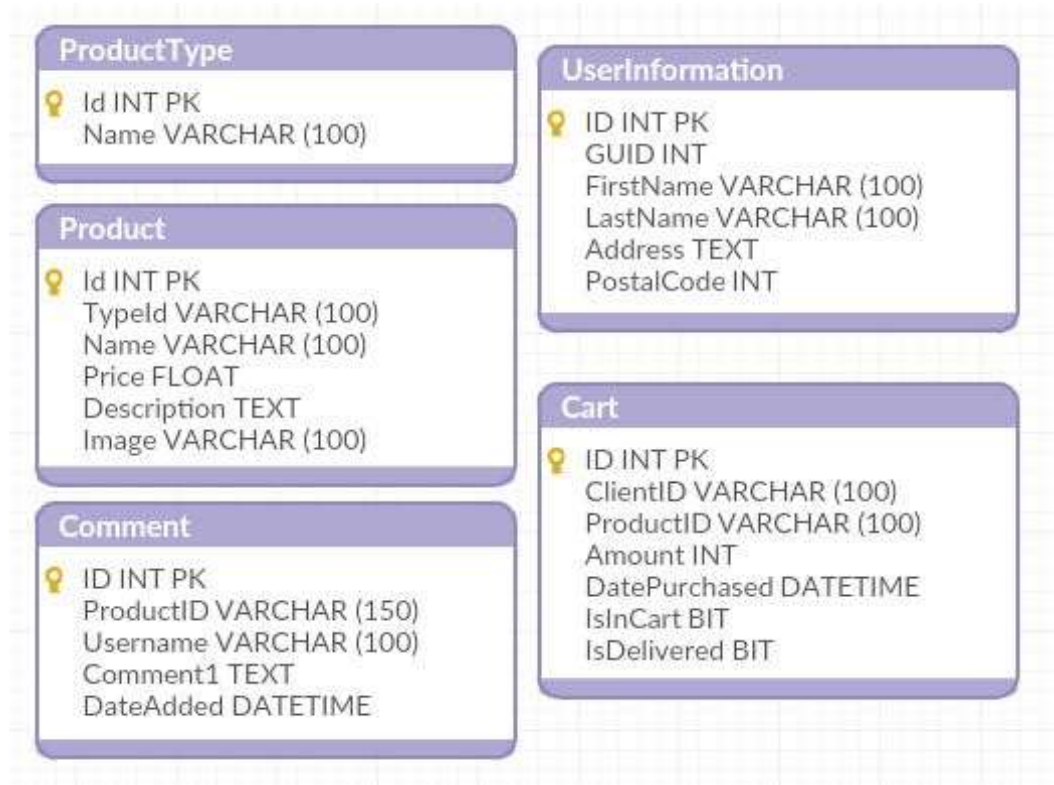 ProductType
Id INT PK
Name VARCHAR (100)
Product
Id INT PK
TypeId VARCHAR (100)
Name VARCHAR (100)
Price FLOAT
Description TEXT
Image VARCHAR (100)
Comment
ID INT PK
ProductID VARCHAR (150)
Username VARCHAR (100)
Comment1 TEXT
DateAdded DATETIME
UserInformation
ID INT PK
GUID INT
FirstName VARCHAR (100)
LastName VARCHAR (100)
Address TEXT
PostalCode INT
Cart
ID INT PK
ClientID VARCHAR (100)
ProductID VARCHAR (100)
Amount INT
DatePurchased DATETIME
IsInCart BIT
IsDelivered BIT